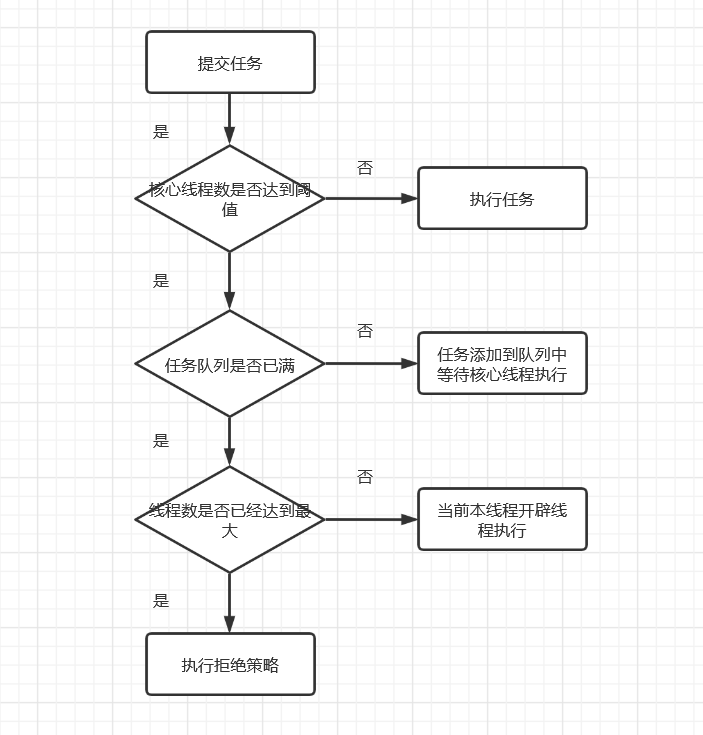 提交任务
是
否
核心线程数是否达到阈
值
执行任务
是
否
任务队列是否已满
任务添加到队列中
等待核心线程执行
是
否
线程数是否已经达到最
大
当前本线程开辟线
程执行
是
执行拒绝策略